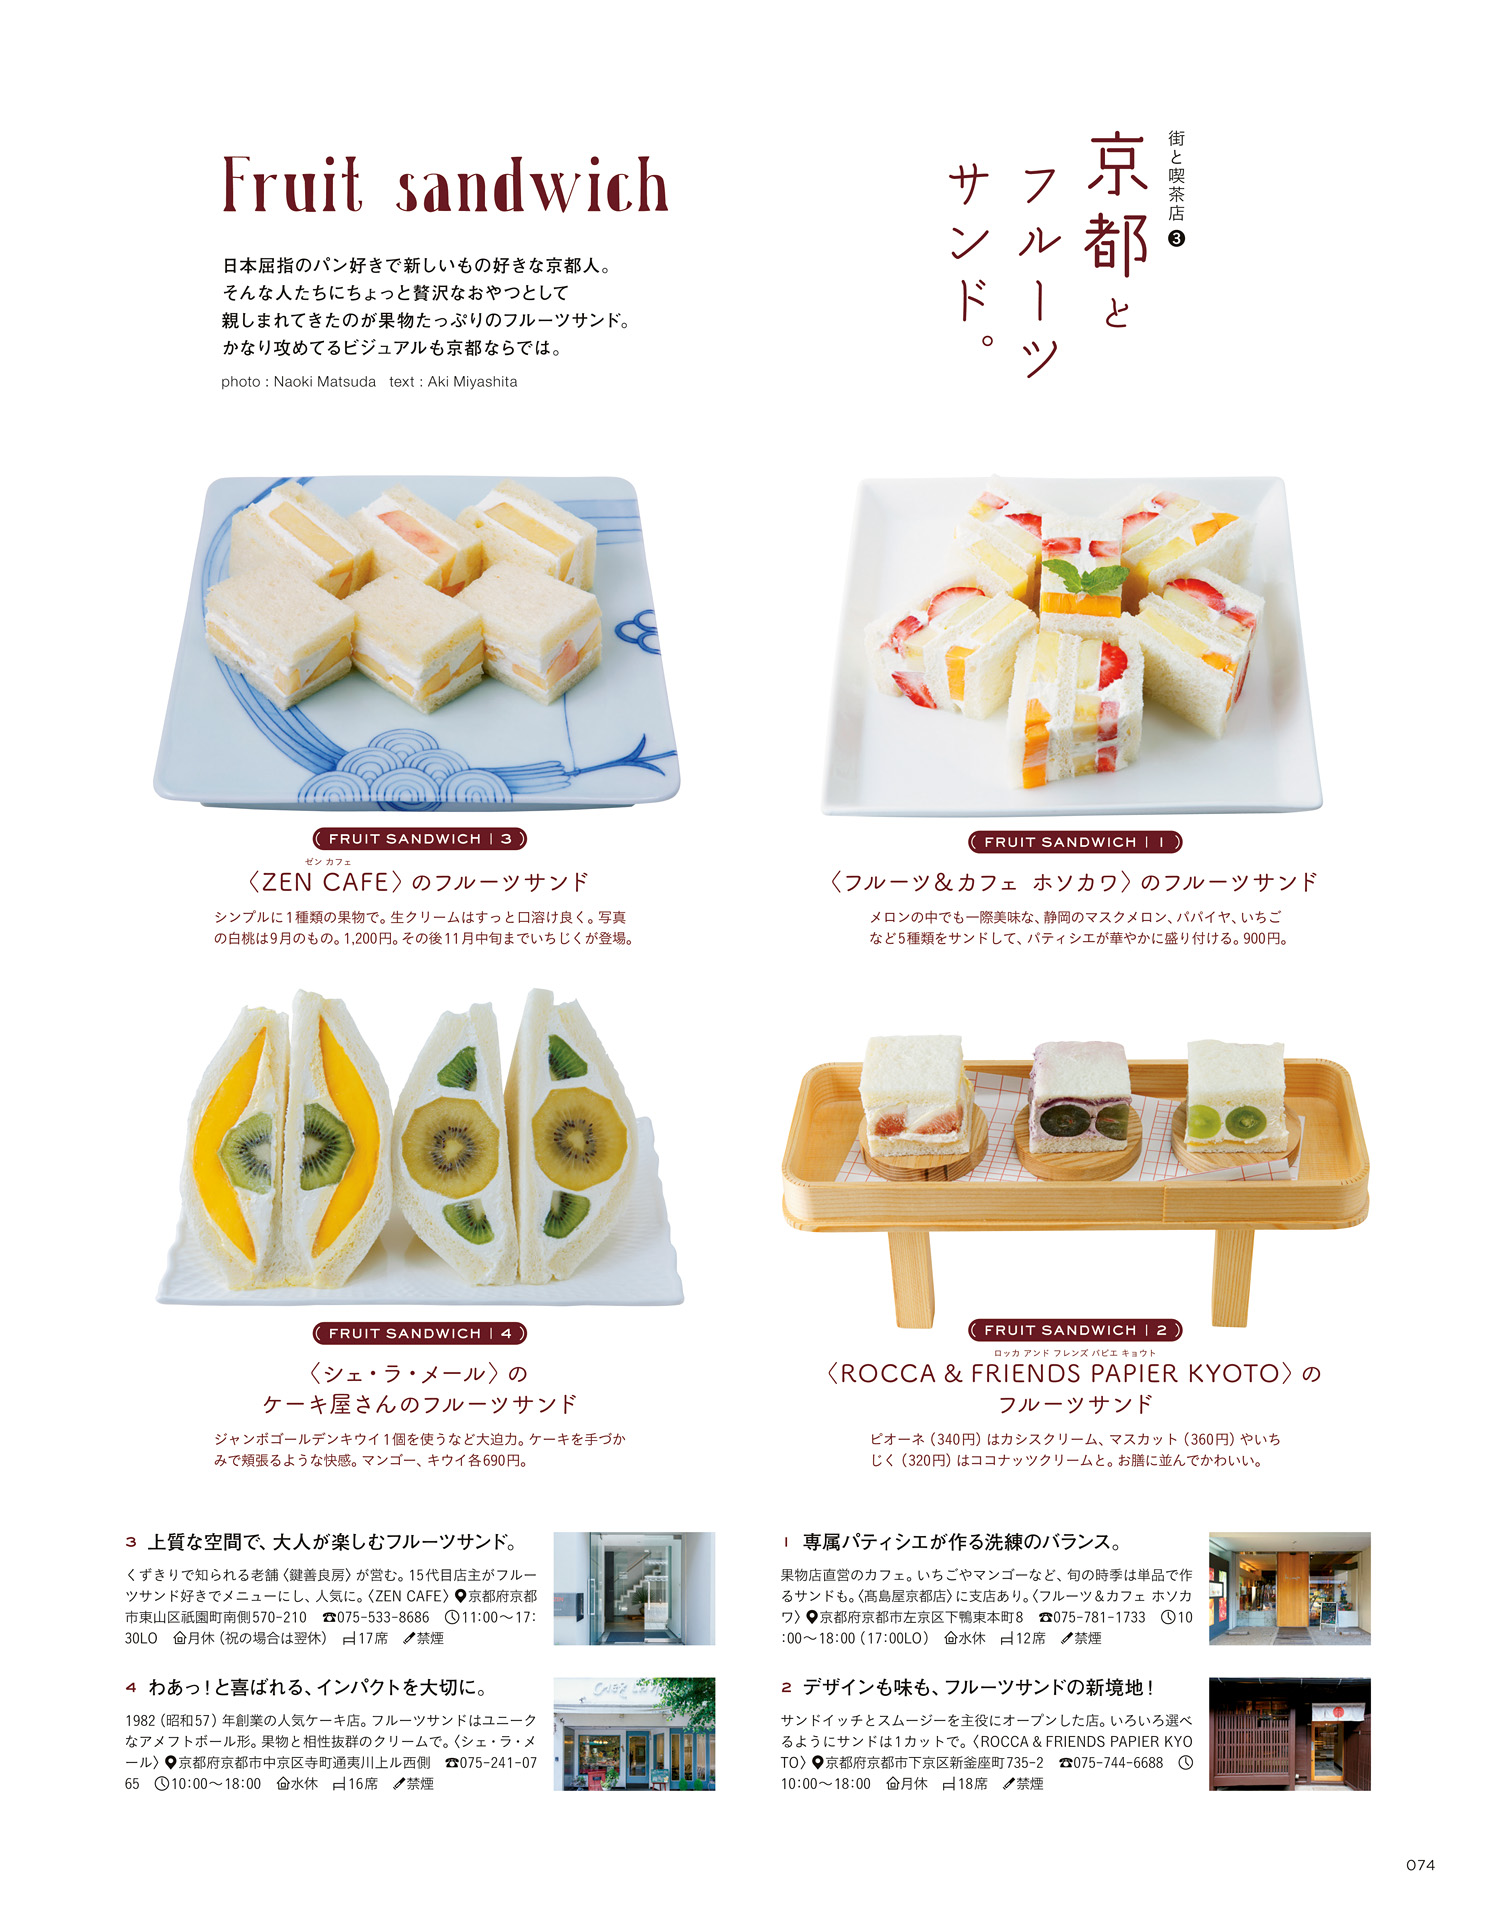 街と喫茶店❸
京都と
フルーツ
サンド。
Fruit sandwich
日本屈指のパン好きで新しいもの好きな京都人。
そんな人たちにちょっと贅沢なおやつとして
親しまれてきたのが果物たっぷりのフルーツサンド。
かなり攻めてるビジュアルも京都ならでは。
photo : Naoki Matsuda text : Aki Miyashita
FRUIT SANDWICH | 1
〈フルーツ&カフェ ホソカワ〉のフルーツサンド
メロンの中でも一際美味な、静岡のマスクメロン、パパイヤ、いちご
など5種類をサンドして、パティシエが華やかに盛り付ける。900円。
FRUIT SANDWICH | 2
ロッカ アンド フレンズ パピエ キョウト
〈ROCCA & FRIENDS PAPIER KYOTO〉の
フルーツサンド
ピオーネ（340円）はカシスクリーム、マスカット（360円）やいち
じく（320円）はココナッツクリームと。お膳に並んでかわいい。
FRUIT SANDWICH | 3
ゼン カフェ
〈ZEN CAFE〉のフルーツサンド
シンプルに1種類の果物で。生クリームはすっと口溶け良く。写真
の白桃は9月のもの。1,200円。その後11月中旬までいちじくが登場。
FRUIT SANDWICH | 4
〈シェ・ラ・メール〉の
ケーキ屋さんのフルーツサンド
ジャンボゴールデンキウイ1個を使うなど大迫力。ケーキを手づか
みで頬張るような快感。マンゴー、キウイ各690円。
1 専属パティシエが作る洗練のバランス。
果物店直営のカフェ。いちごやマンゴーなど、旬の時季は単品で作
るサンドも。〈髙島屋京都店〉に支店あり。〈フルーツ&カフェ ホソカ
ワ〉京都府京都市左京区下鴨東本町8 ☎075-781-1733 10
:00〜18:00（17:00LO） 水休 12席 禁煙
2 デザインも味も、フルーツサンドの新境地！
サンドイッチとスムージーを主役にオープンした店。いろいろ選べ
るようにサンドは1カットで。〈ROCCA & FRIENDS PAPIER KYO
TO〉京都府京都市下京区新釜座町735-2 ☎075-744-6688
10:00〜18:00 月休 18席 禁煙
3 上質な空間で、大人が楽しむフルーツサンド。
くずきりで知られる老舗〈鍵善良房〉が営む。15代目店主がフルー
ツサンド好きでメニューにし、人気に。〈ZEN CAFE〉京都府京都
市東山区祇園町南側570-210 ☎075-533-8686 11:00〜17:
30LO 月休（祝の場合は翌休） 17席 禁煙
4 わあっ！と喜ばれる、インパクトを大切に。
1982（昭和57）年創業の人気ケーキ店。フルーツサンドはユニーク
なアメフトボール形。果物と相性抜群のクリームで。〈シェ・ラ・メ
ール〉京都府京都市中京区寺町通夷川上ル西側 ☎075-241-07
65 10:00〜18:00 水休 16席 禁煙
074